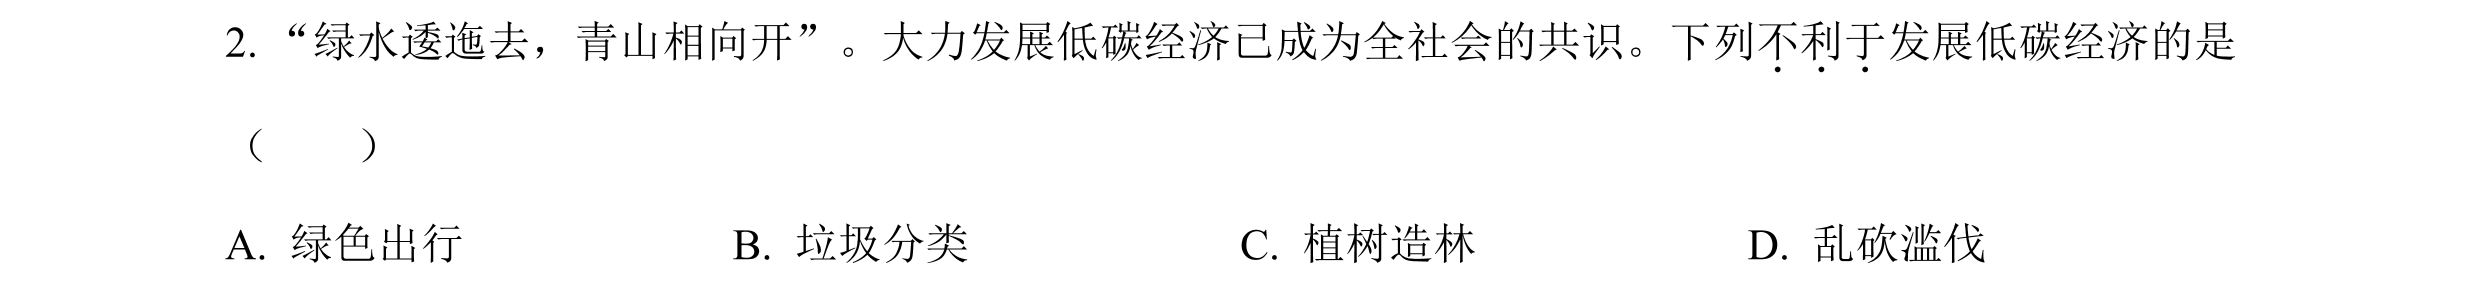 2. “绿水逶迤去，青山相向开”。大力发展低碳经济已成为全社会的共识。下列不利于发展低碳经济的是
（　　）
A. 绿色出行　B. 垃圾分类　C. 植树造林　D. 乱砍滥伐